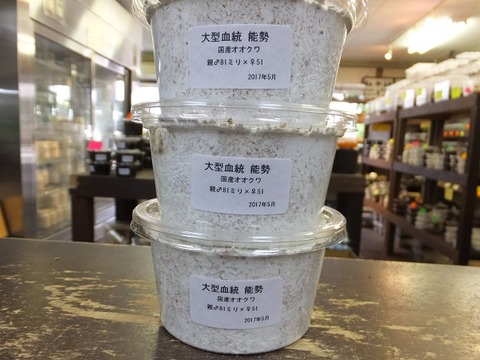 大型血統 能勢
国産オオクワ
親♂81ミリ×♀51
2017年5月
大型血統 能勢
国産オオクワ
親♂81ミリ×♀51
2017年5月
大型血統 能勢
国産オオクワ
親♂81ミリ×♀51
2017年5月